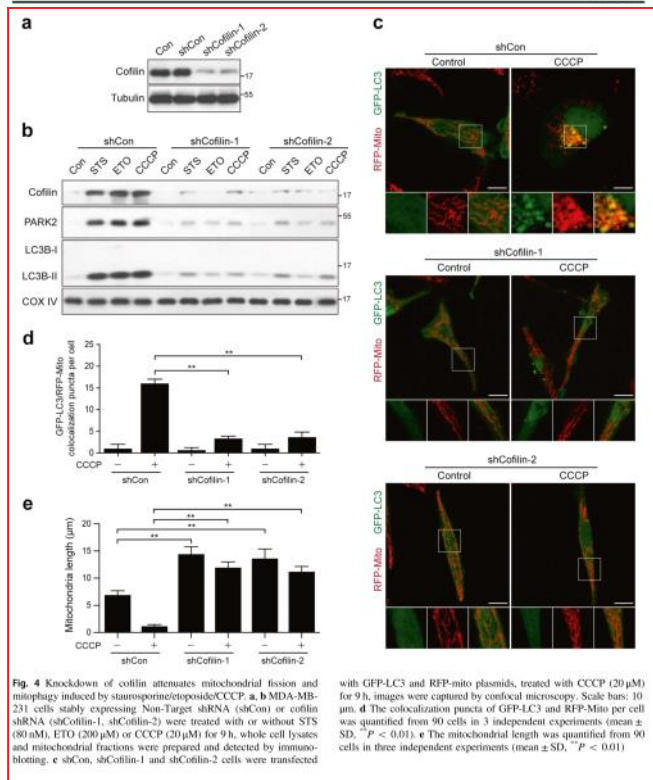 a
Con
shCon
shCofilin-1
shCofilin-2
Cofilin
17
Tubulin
55
b
shCon
shCofilin-1
shCofilin-2
Con
STS
ETO
CCCP
Con
STS
ETO
CCCP
Con
STS
ETO
CCCP
Cofilin
17
PARK2
55
LC3B-I
17
LC3B-II
COX IV
17
d
GFP-LC3/RFP-Mito
colocalization puncta per cell
25
20
15
10
5
0
**
**
CCCP − + − + − +
shCon shCofilin-1 shCofilin-2
e
Mitochondria length (µm)
20
15
10
5
0
**
**
**
**
CCCP − + − + − +
shCon shCofilin-1 shCofilin-2
c
shCon
Control CCCP
RFP-Mito GFP-LC3
shCofilin-1
Control CCCP
RFP-Mito GFP-LC3
shCofilin-2
Control CCCP
RFP-Mito GFP-LC3
Fig. 4 Knockdown of cofilin attenuates mitochondrial fission and
mitophagy induced by staurosporine/etoposide/CCCP. a, b MDA-MB-
231 cells stably expressing Non-Target shRNA (shCon) or cofilin
shRNA (shCofilin-1, shCofilin-2) were treated with or without STS
(80 nM), ETO (200 µM) or CCCP (20 µM) for 9 h, whole cell lysates
and mitochondrial fractions were prepared and detected by immuno-
blotting. c shCon, shCofilin-1 and shCofilin-2 cells were transfected
with GFP-LC3 and RFP-mito plasmids, treated with CCCP (20 µM)
for 9 h, images were captured by confocal microscopy. Scale bars: 10
µm. d The colocalization puncta of GFP-LC3 and RFP-Mito per cell
was quantified from 90 cells in 3 independent experiments (mean ±
SD, **P < 0.01). e The mitochondrial length was quantified from 90
cells in three independent experiments (mean ± SD, **P < 0.01)